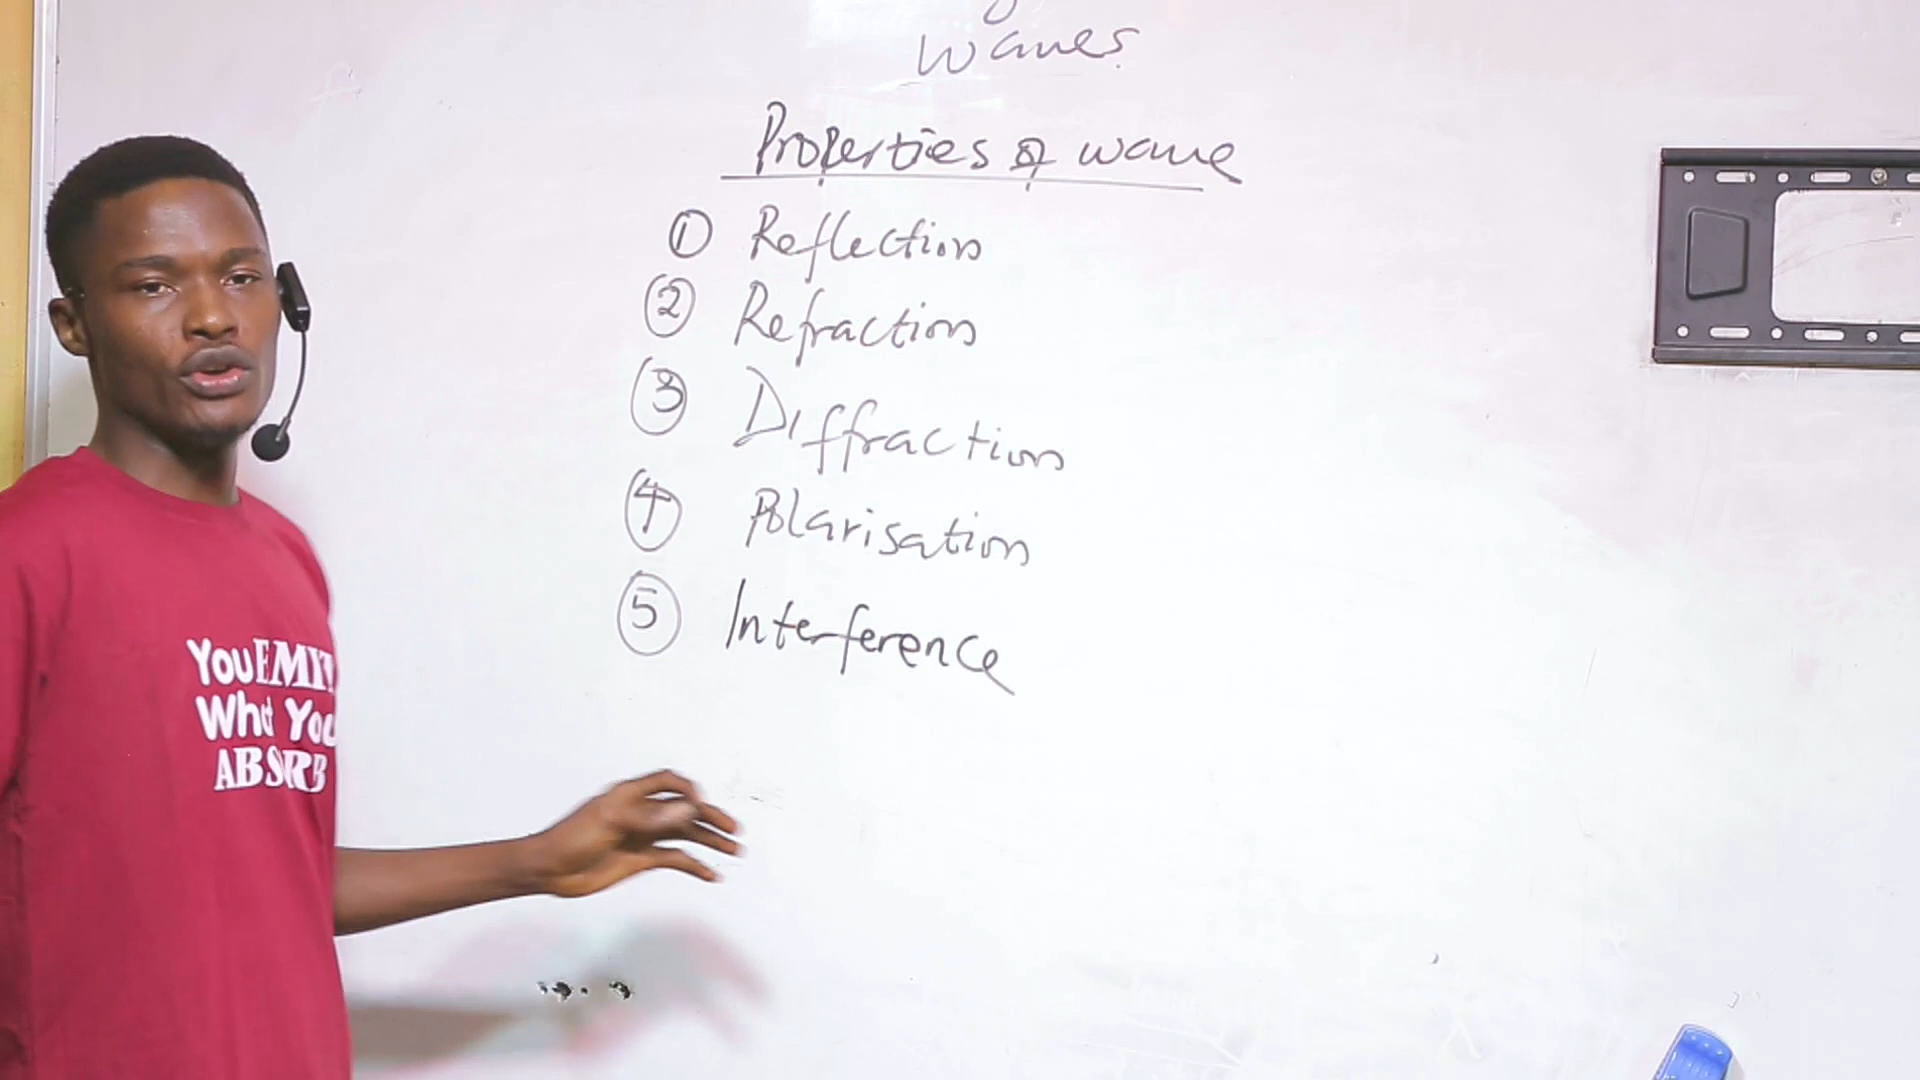 waves.
Properties of wave
① Reflection
② Refraction
③ Diffraction
④ Polarisation
⑤ Interference
You EMIT
What You
ABSORB